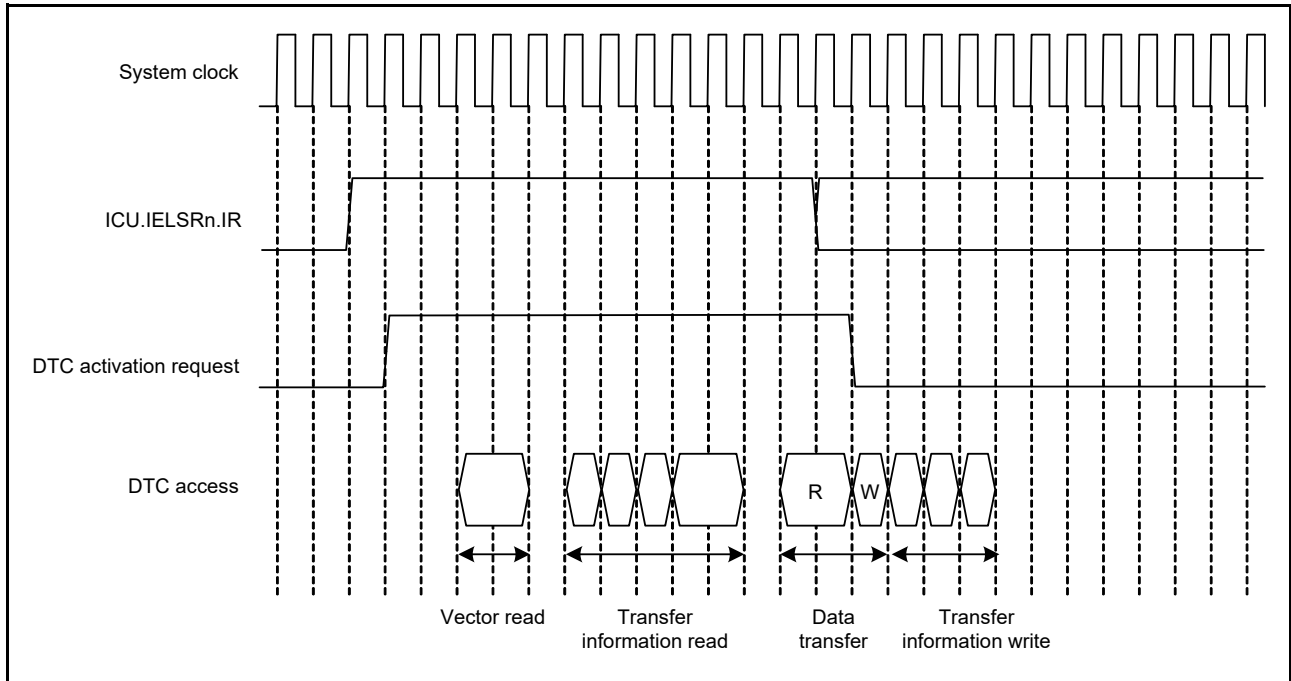 System clock
ICU.IELSRn.IR
DTC activation request
DTC access
R
W
Vector read
Transfer
information read
Data
transfer
Transfer
information write